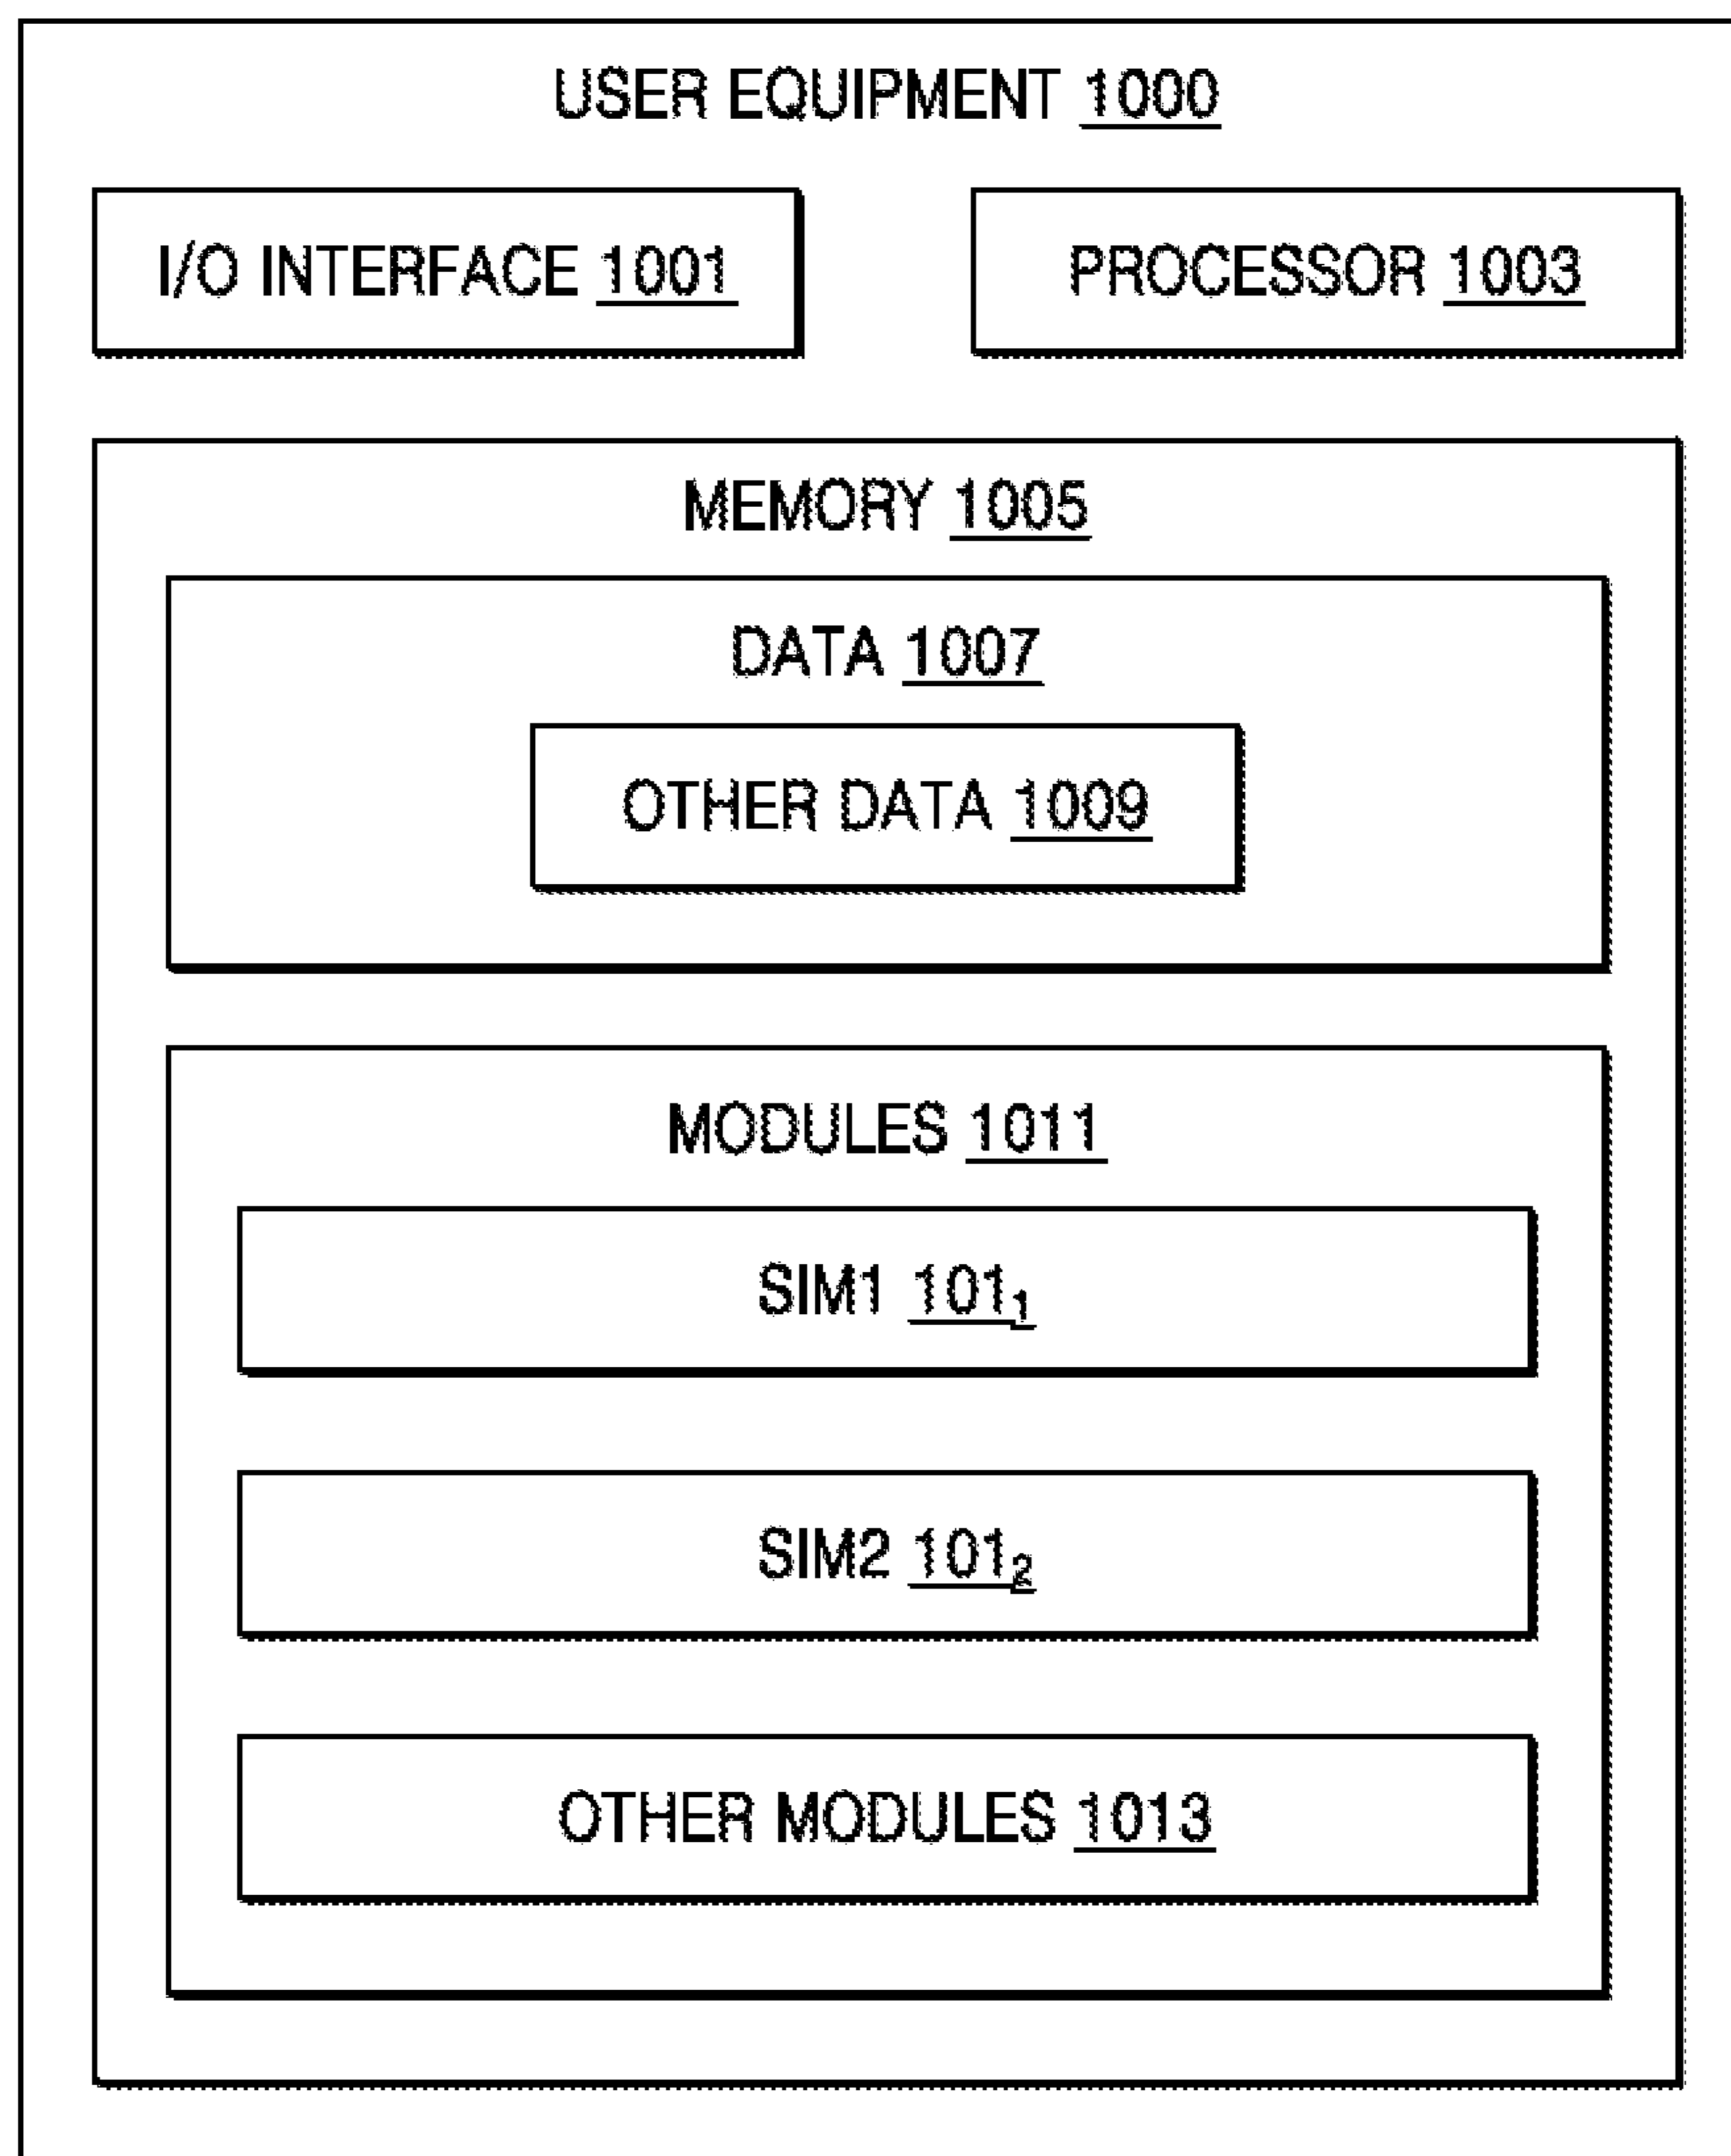 USER EQUIPMENT 1000
I/O INTERFACE 1001
PROCESSOR 1003
MEMORY 1005
DATA 1007
OTHER DATA 1009
MODULES 1011
SIM1 101₁
SIM2 101₂
OTHER MODULES 1013